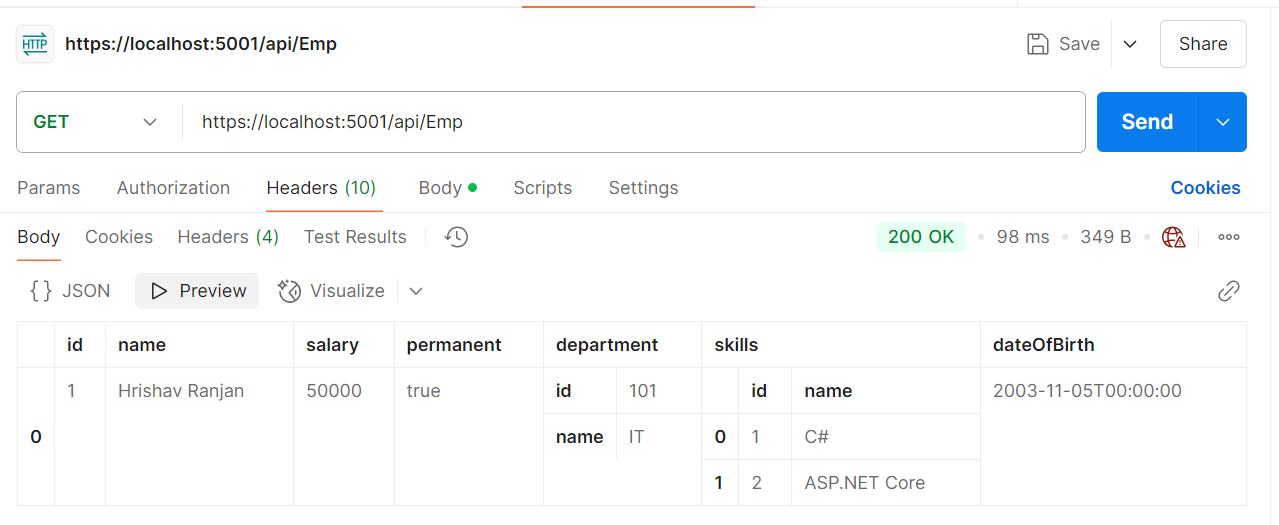 HTTP https://localhost:5001/api/Emp Save Share
GET https://localhost:5001/api/Emp Send
Params Authorization Headers (10) Body Scripts Settings Cookies
Body Cookies Headers (4) Test Results 200 OK 98 ms 349 B
{} JSON Preview Visualize
id name salary permanent department skills dateOfBirth
0 1 Hrishav Ranjan 50000 true id 101 id name 2003-11-05T00:00:00
name IT 0 1 C#
1 2 ASP.NET Core